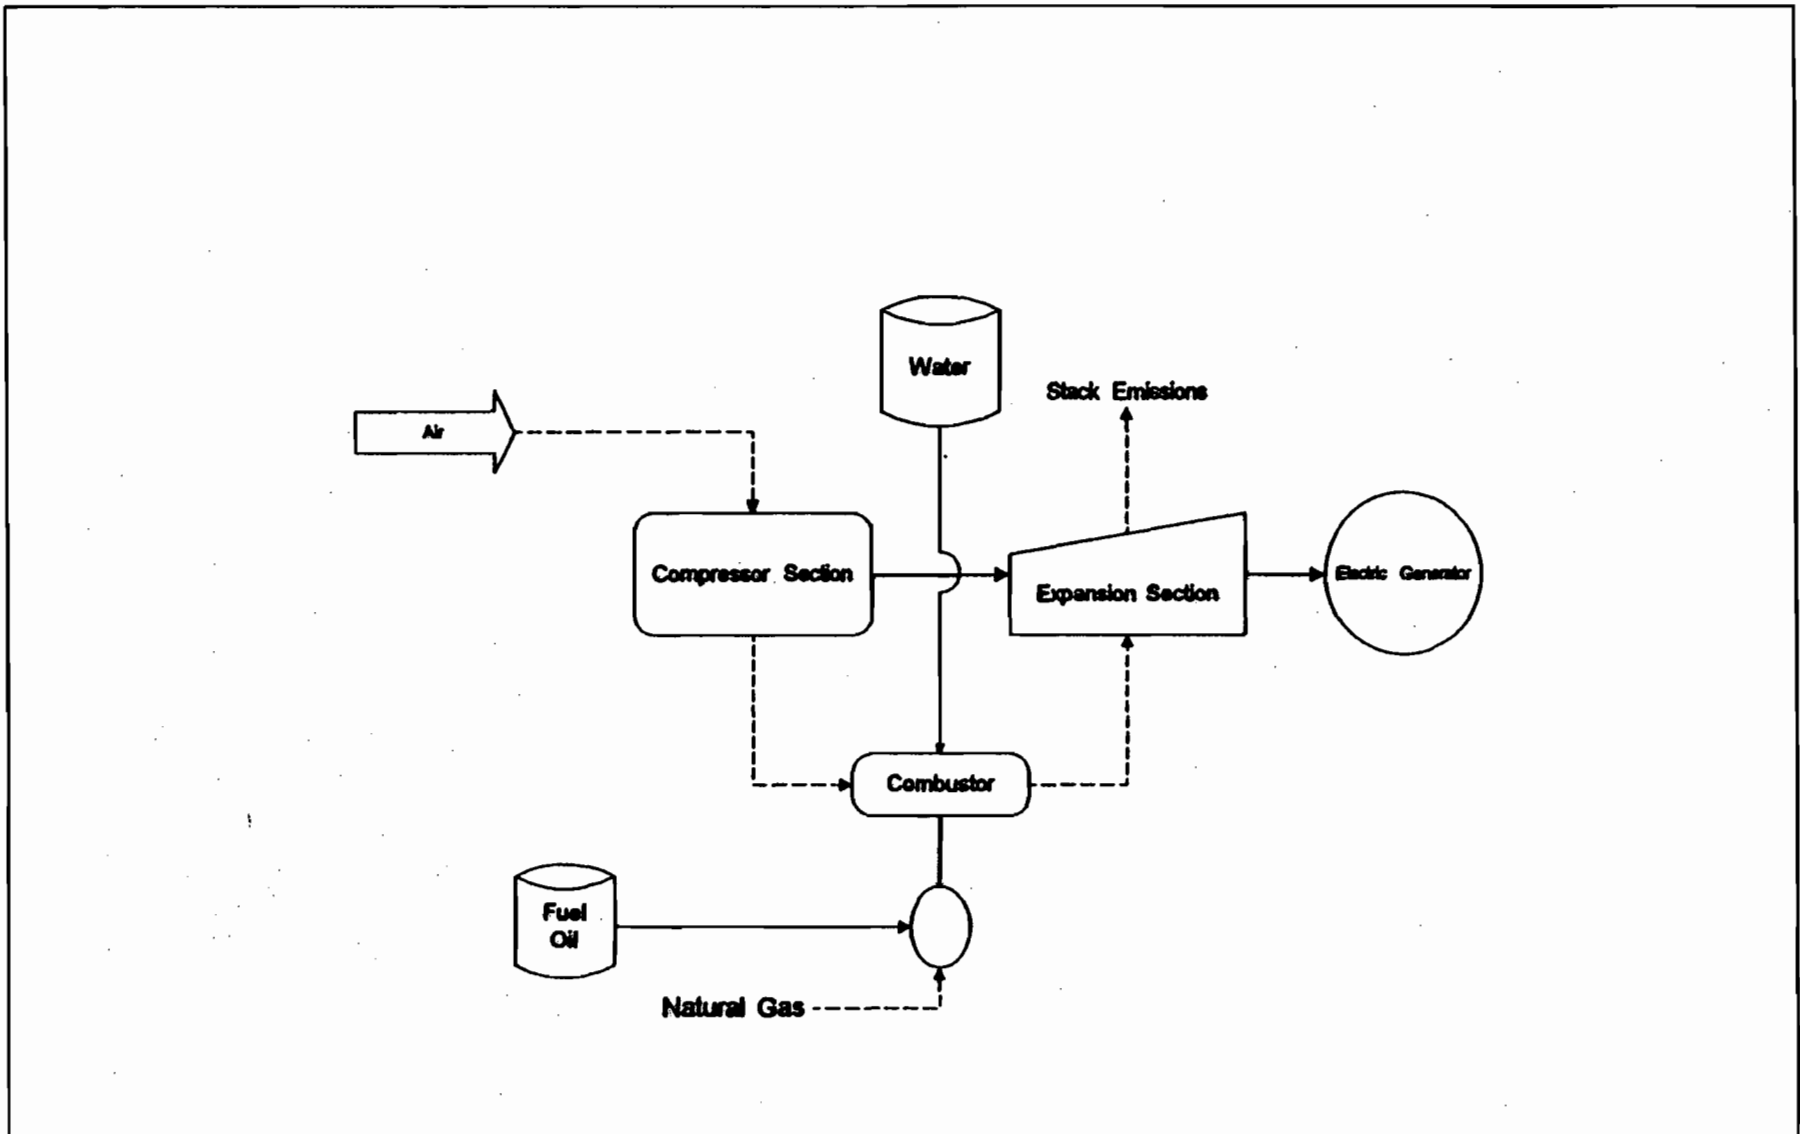 Water
Stack Emissions
Air
Compressor Section
Expansion Section
Electric Generator
Combustor
Fuel
Oil
Natural Gas